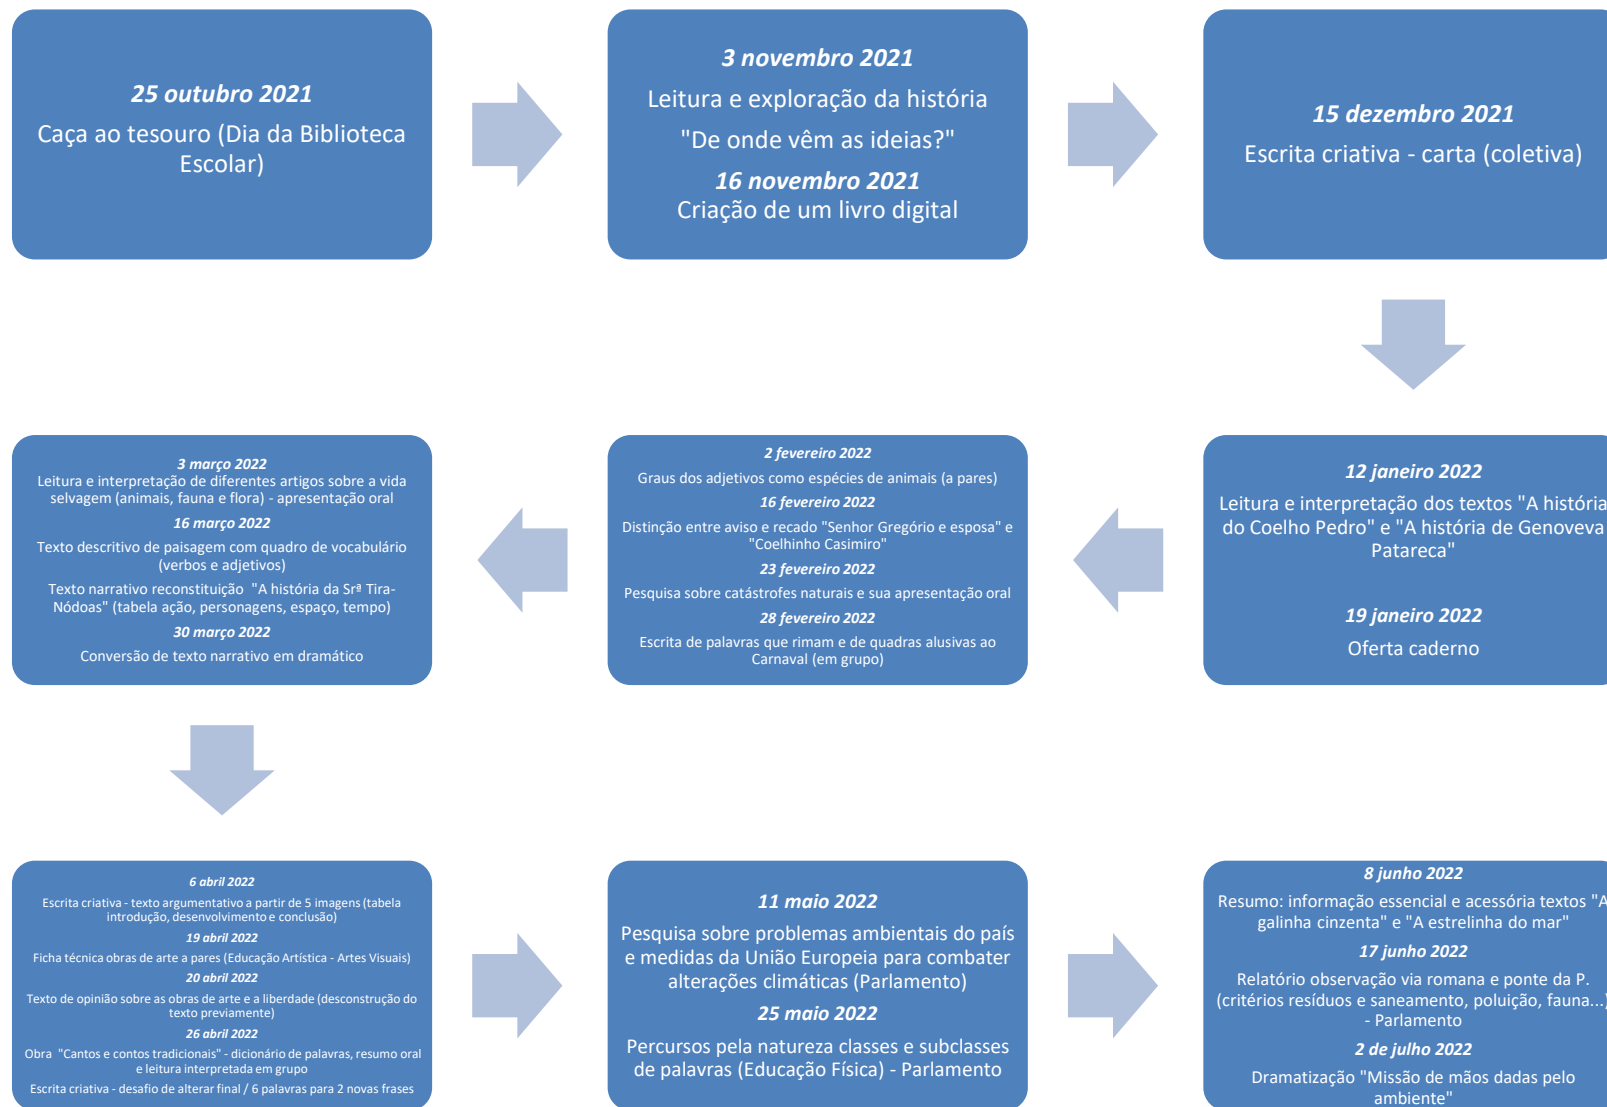 25 outubro 2021
Caça ao tesouro (Dia da Biblioteca
Escolar)
3 novembro 2021
Leitura e exploração da história
"De onde vêm as ideias?"
16 novembro 2021
Criação de um livro digital
15 dezembro 2021
Escrita criativa - carta (coletiva)
12 janeiro 2022
Leitura e interpretação dos textos "A história
do Coelho Pedro" e "A história de Genoveva
Patareca"
19 janeiro 2022
Oferta caderno
2 fevereiro 2022
Graus dos adjetivos como espécies de animais (a pares)
16 fevereiro 2022
Distinção entre aviso e recado "Senhor Gregório e esposa" e
"Coelhinho Casimiro"
23 fevereiro 2022
Pesquisa sobre catástrofes naturais e sua apresentação oral
28 fevereiro 2022
Escrita de palavras que rimam e de quadras alusivas ao
Carnaval (em grupo)
3 março 2022
Leitura e interpretação de diferentes artigos sobre a vida
selvagem (animais, fauna e flora) - apresentação oral
16 março 2022
Texto descritivo de paisagem com quadro de vocabulário
(verbos e adjetivos)
Texto narrativo reconstituição "A história da Srª Tira-
Nódoas" (tabela ação, personagens, espaço, tempo)
30 março 2022
Conversão de texto narrativo em dramático
6 abril 2022
Escrita criativa - texto argumentativo a partir de 5 imagens (tabela
introdução, desenvolvimento e conclusão)
19 abril 2022
Ficha técnica obras de arte a pares (Educação Artística - Artes Visuais)
20 abril 2022
Texto de opinião sobre as obras de arte e a liberdade (desconstrução do
texto previamente)
26 abril 2022
Obra "Cantos e contos tradicionais" - dicionário de palavras, resumo oral
e leitura interpretada em grupo
Escrita criativa - desafio de alterar final / 6 palavras para 2 novas frases
11 maio 2022
Pesquisa sobre problemas ambientais do país
e medidas da União Europeia para combater
alterações climáticas (Parlamento)
25 maio 2022
Percursos pela natureza classes e subclasses
de palavras (Educação Física) - Parlamento
8 junho 2022
Resumo: informação essencial e acessória textos "A
galinha cinzenta" e "A estrelinha do mar"
17 junho 2022
Relatório observação via romana e ponte da P.
(critérios resíduos e saneamento, poluição, fauna...)
- Parlamento
2 de julho 2022
Dramatização "Missão de mãos dadas pelo
ambiente"